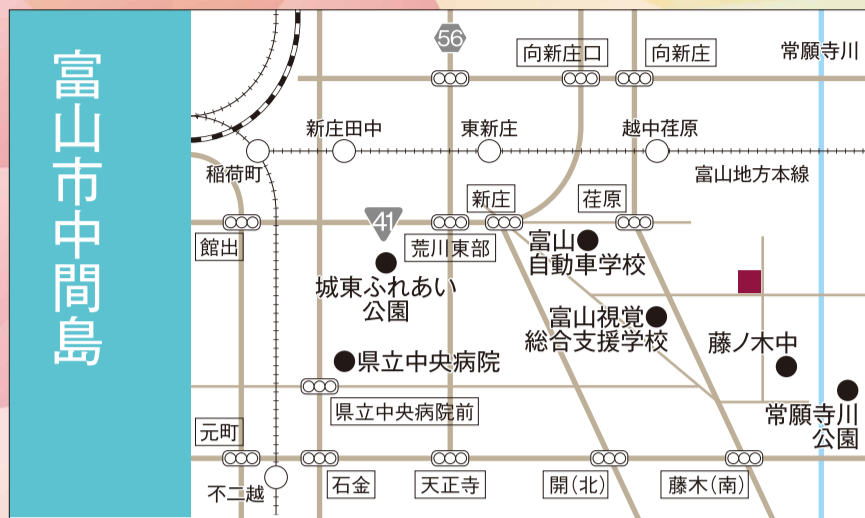 富山市中間島
56
向新庄口
向新庄
常願寺川
新庄田中
東新庄
越中荏原
稲荷町
富山地方本線
新庄
荏原
41
館出
荒川東部
富山
自動車学校
城東ふれあい
公園
富山視覚
総合支援学校
藤ノ木中
県立中央病院
常願寺川
公園
県立中央病院前
元町
不二越
石金
天正寺
開(北)
藤木(南)